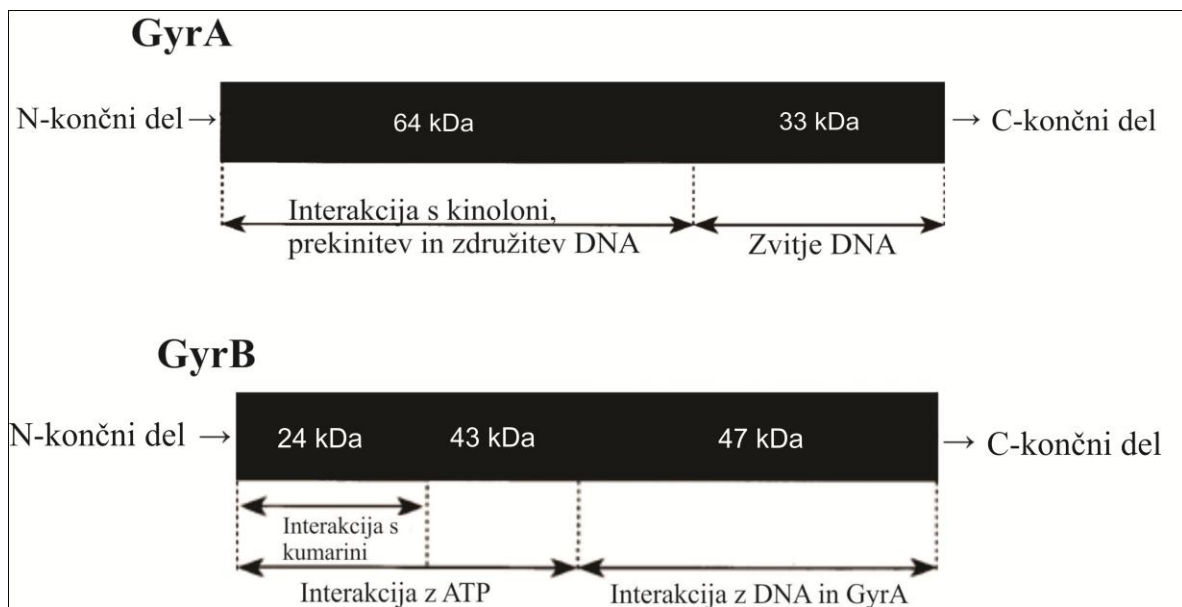 GyrA
N-končni del → 64 kDa 33 kDa → C-končni del
Interakcija s kinoloni,
prekinitev in združitev DNA
Zvitje DNA
GyrB
N-končni del → 24 kDa 43 kDa 47 kDa → C-končni del
Interakcija s
kumarini
Interakcija z ATP
Interakcija z DNA in GyrA